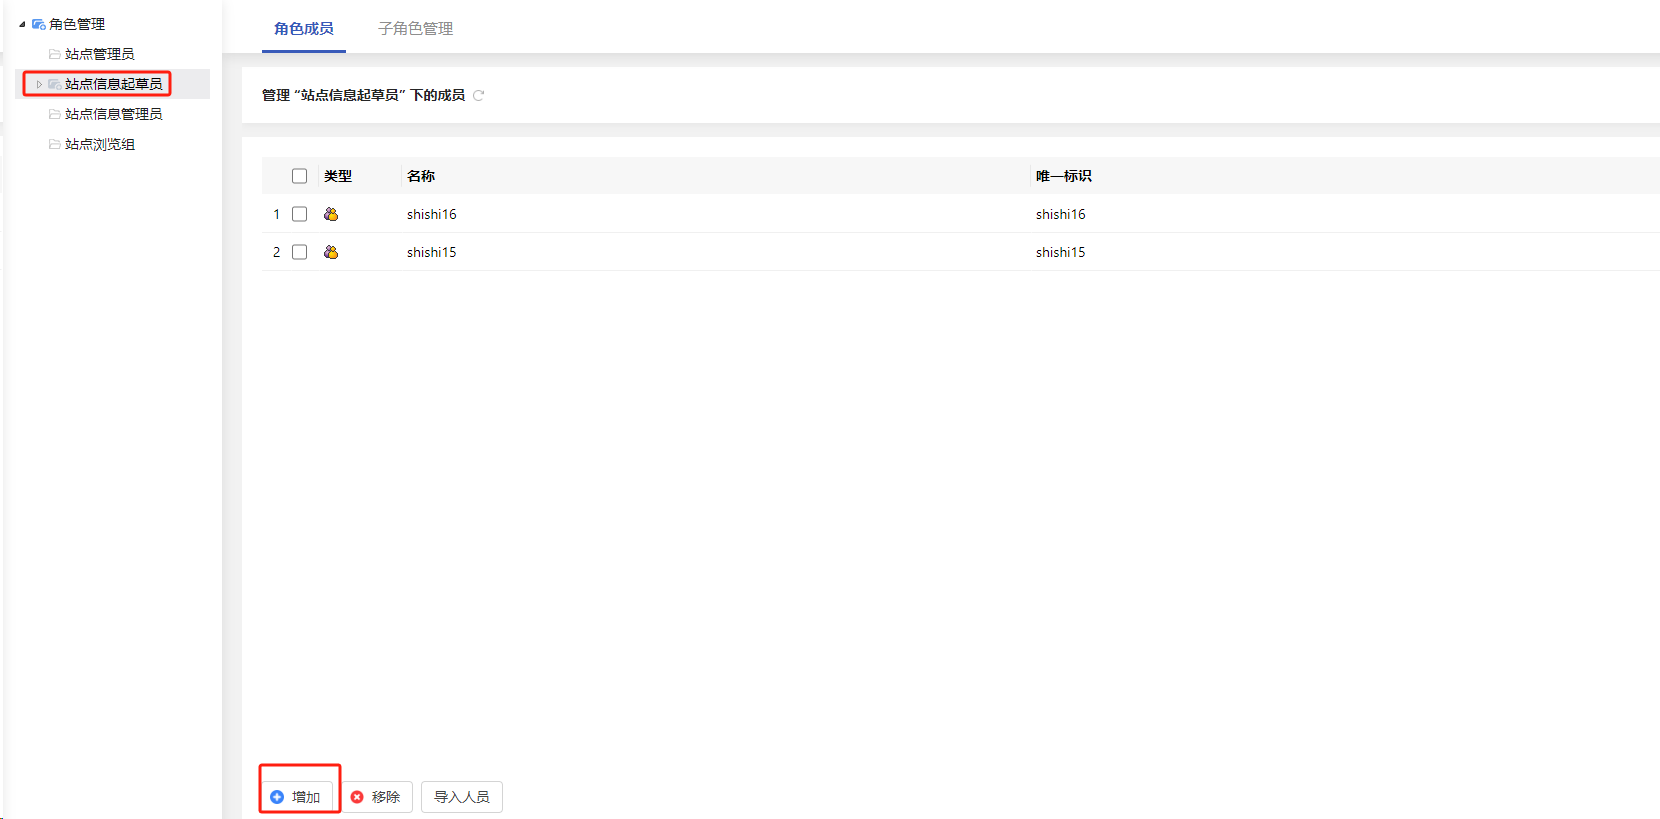 角色管理
站点管理员
站点信息起草员
站点信息管理员
站点浏览组
角色成员 子角色管理
管理 “站点信息起草员” 下的成员
类型 名称 唯一标识
1 shishi16 shishi16
2 shishi15 shishi15
增加 移除 导入人员